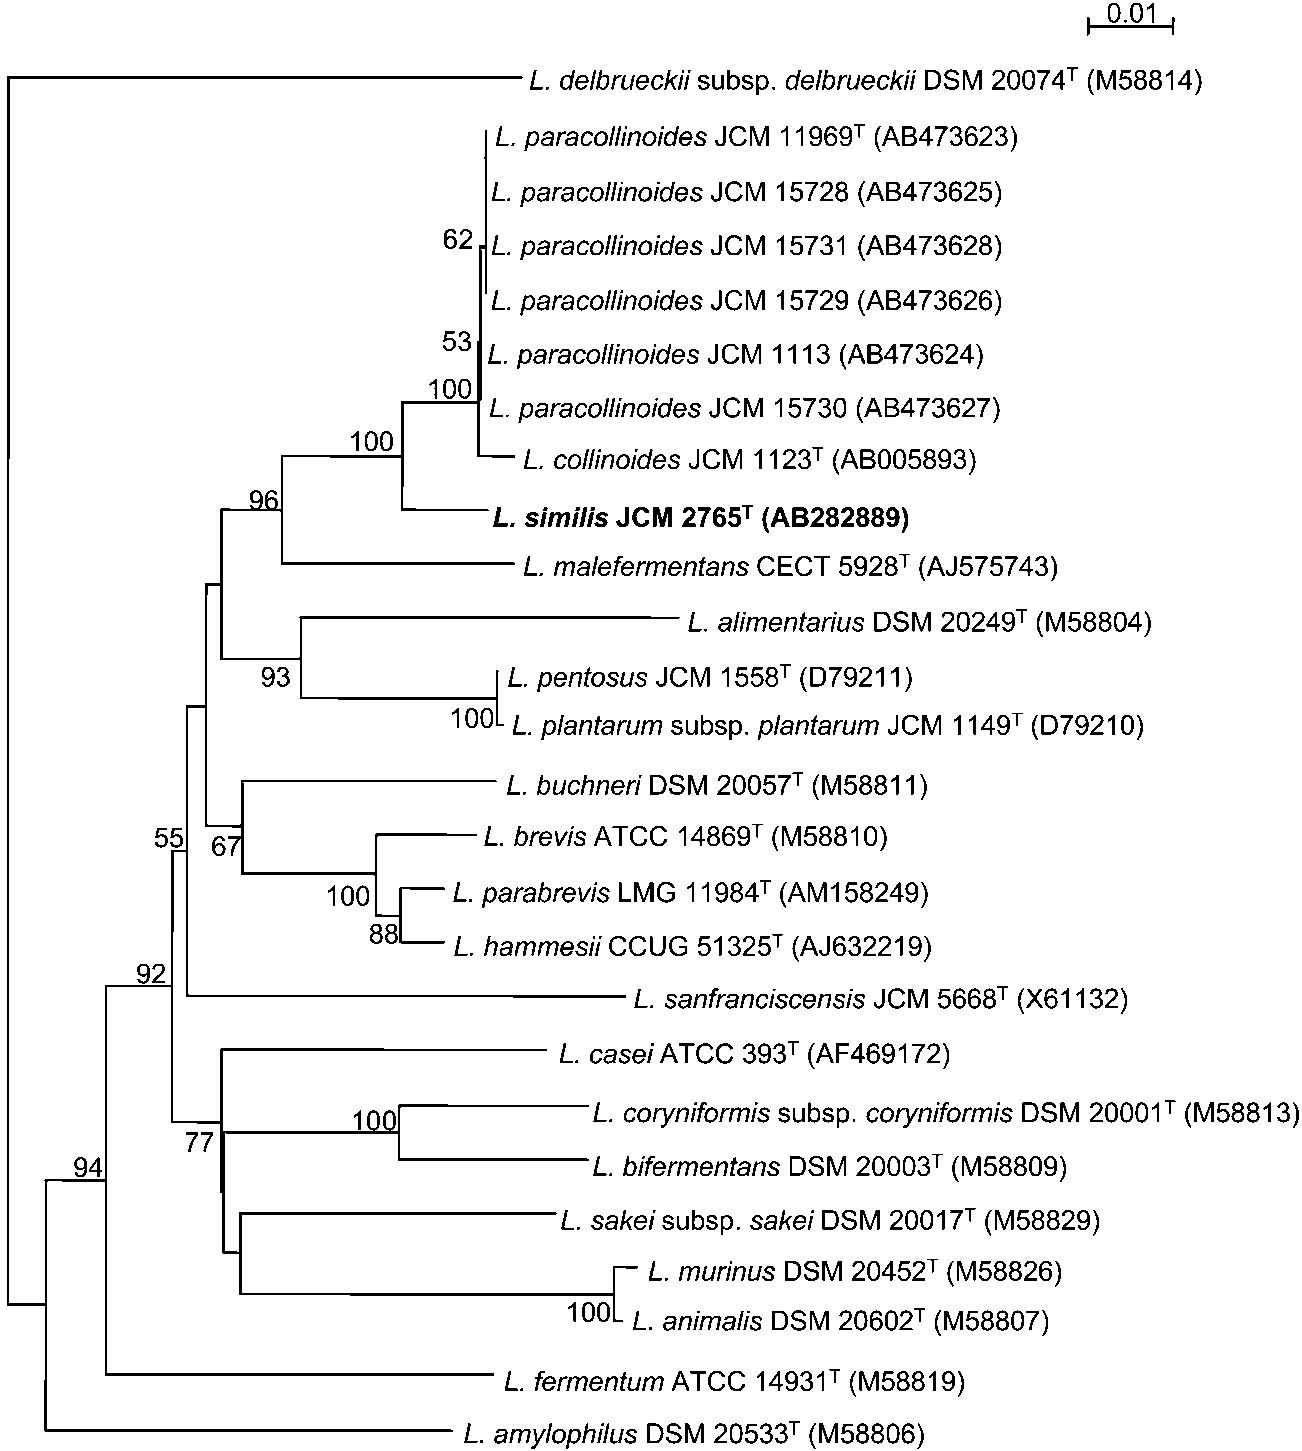 0.01
L. delbrueckii subsp. delbrueckii DSM 20074ᵀ (M58814)
L. paracollinoides JCM 11969ᵀ (AB473623)
L. paracollinoides JCM 15728 (AB473625)
62
L. paracollinoides JCM 15731 (AB473628)
L. paracollinoides JCM 15729 (AB473626)
53
L. paracollinoides JCM 1113 (AB473624)
100
L. paracollinoides JCM 15730 (AB473627)
100
L. collinoides JCM 1123ᵀ (AB005893)
96
L. similis JCM 2765ᵀ (AB282889)
L. malefermentans CECT 5928ᵀ (AJ575743)
L. alimentarius DSM 20249ᵀ (M58804)
93
L. pentosus JCM 1558ᵀ (D79211)
100
L. plantarum subsp. plantarum JCM 1149ᵀ (D79210)
L. buchneri DSM 20057ᵀ (M58811)
55
67
L. brevis ATCC 14869ᵀ (M58810)
100
L. parabrevis LMG 11984ᵀ (AM158249)
88
L. hammesii CCUG 51325ᵀ (AJ632219)
92
L. sanfranciscensis JCM 5668ᵀ (X61132)
L. casei ATCC 393ᵀ (AF469172)
100
L. coryniformis subsp. coryniformis DSM 20001ᵀ (M58813)
77
L. bifermentans DSM 20003ᵀ (M58809)
94
L. sakei subsp. sakei DSM 20017ᵀ (M58829)
L. murinus DSM 20452ᵀ (M58826)
100
L. animalis DSM 20602ᵀ (M58807)
L. fermentum ATCC 14931ᵀ (M58819)
L. amylophilus DSM 20533ᵀ (M58806)